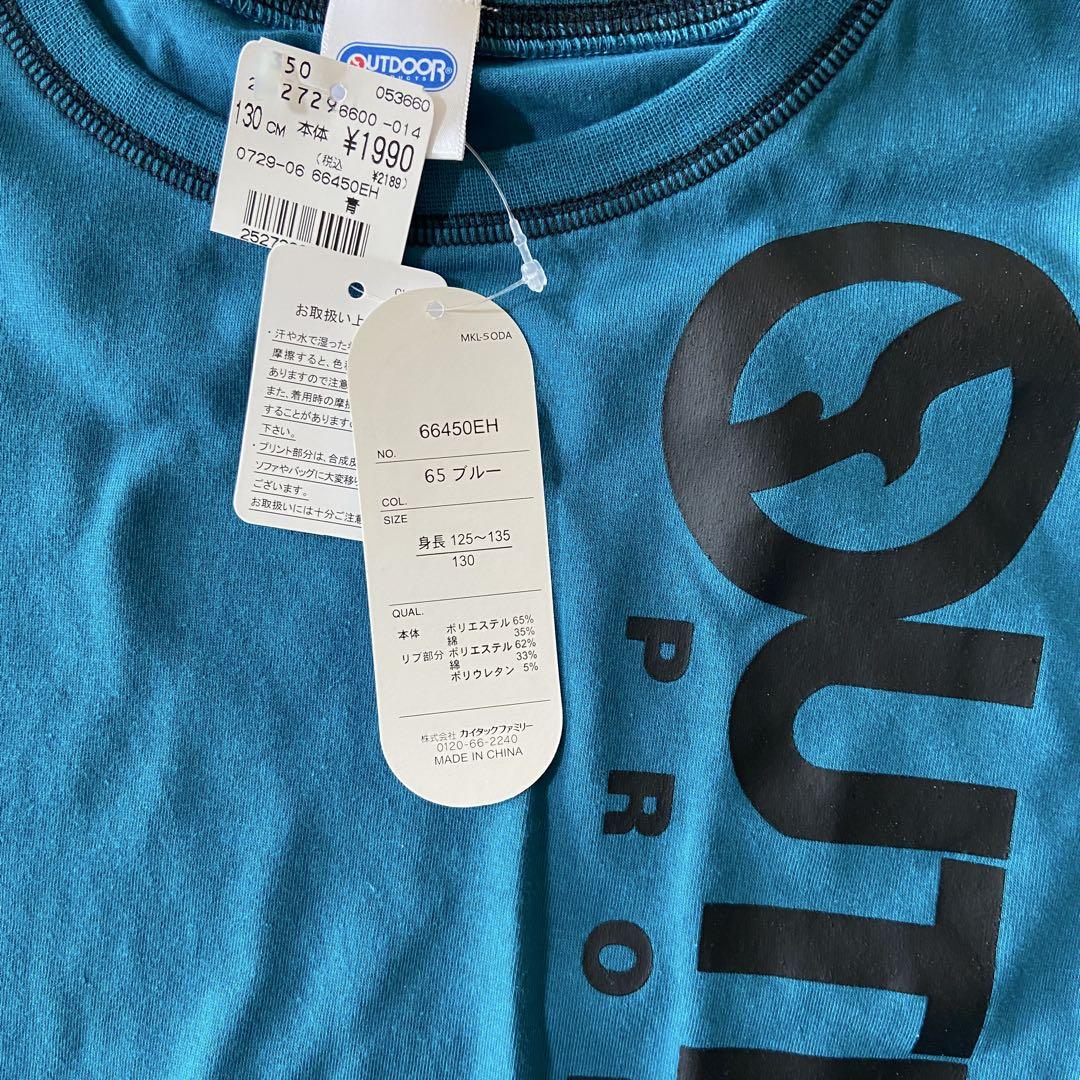 OUTDOOR
PRODUCTS
350
053660
2729 6600-014
130 CM 本体 ¥1990
(税込 ¥2189)
0729-06 66450EH
青
お取扱い上
・汗や水で湿った
摩擦すると、色
ありますので注意
また、着用時の摩擦
することがあります
下さい。
・プリント部分は、合成皮
ソファやバッグに大変移り
ございます。
お取扱いには十分ご注意
MKL-SODA
66450EH
NO.
65 ブルー
COL.
SIZE
身長 125〜135
130
QUAL.
本体 ポリエステル 65%
綿 35%
リブ部分 ポリエステル 62%
綿 33%
ポリウレタン 5%
株式会社 カイタックファミリー
0120-66-2240
MADE IN CHINA
OUT
PRO